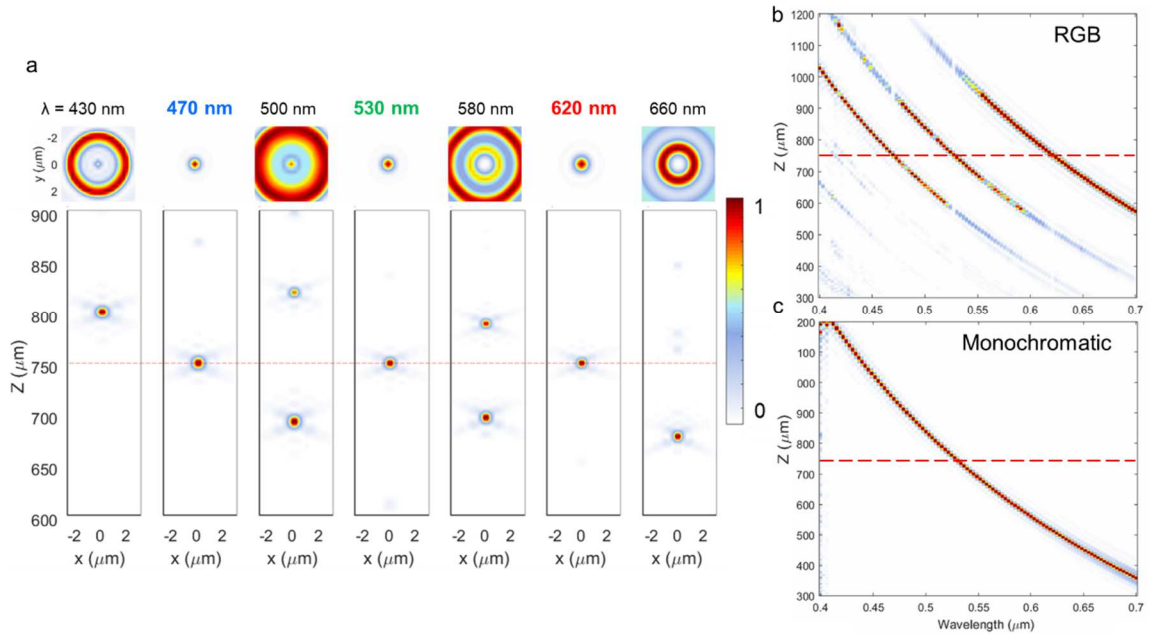 a
λ = 430 nm 470 nm 500 nm 530 nm 580 nm 620 nm 660 nm
y (μm)
-2
0
2
Z (μm)
900
850
800
750
700
650
600
-2 0 2 -2 0 2 -2 0 2 -2 0 2 -2 0 2 -2 0 2 -2 0 2
x (μm) x (μm) x (μm) x (μm) x (μm) x (μm) x (μm)
1
0
b
RGB
Z (μm)
1200
1100
1000
900
800
700
600
500
400
300
0.4 0.45 0.5 0.55 0.6 0.65 0.7
c
Monochromatic
Z (μm)
200
100
000
900
800
700
600
500
400
300
0.4 0.45 0.5 0.55 0.6 0.65 0.7
Wavelength (μm)